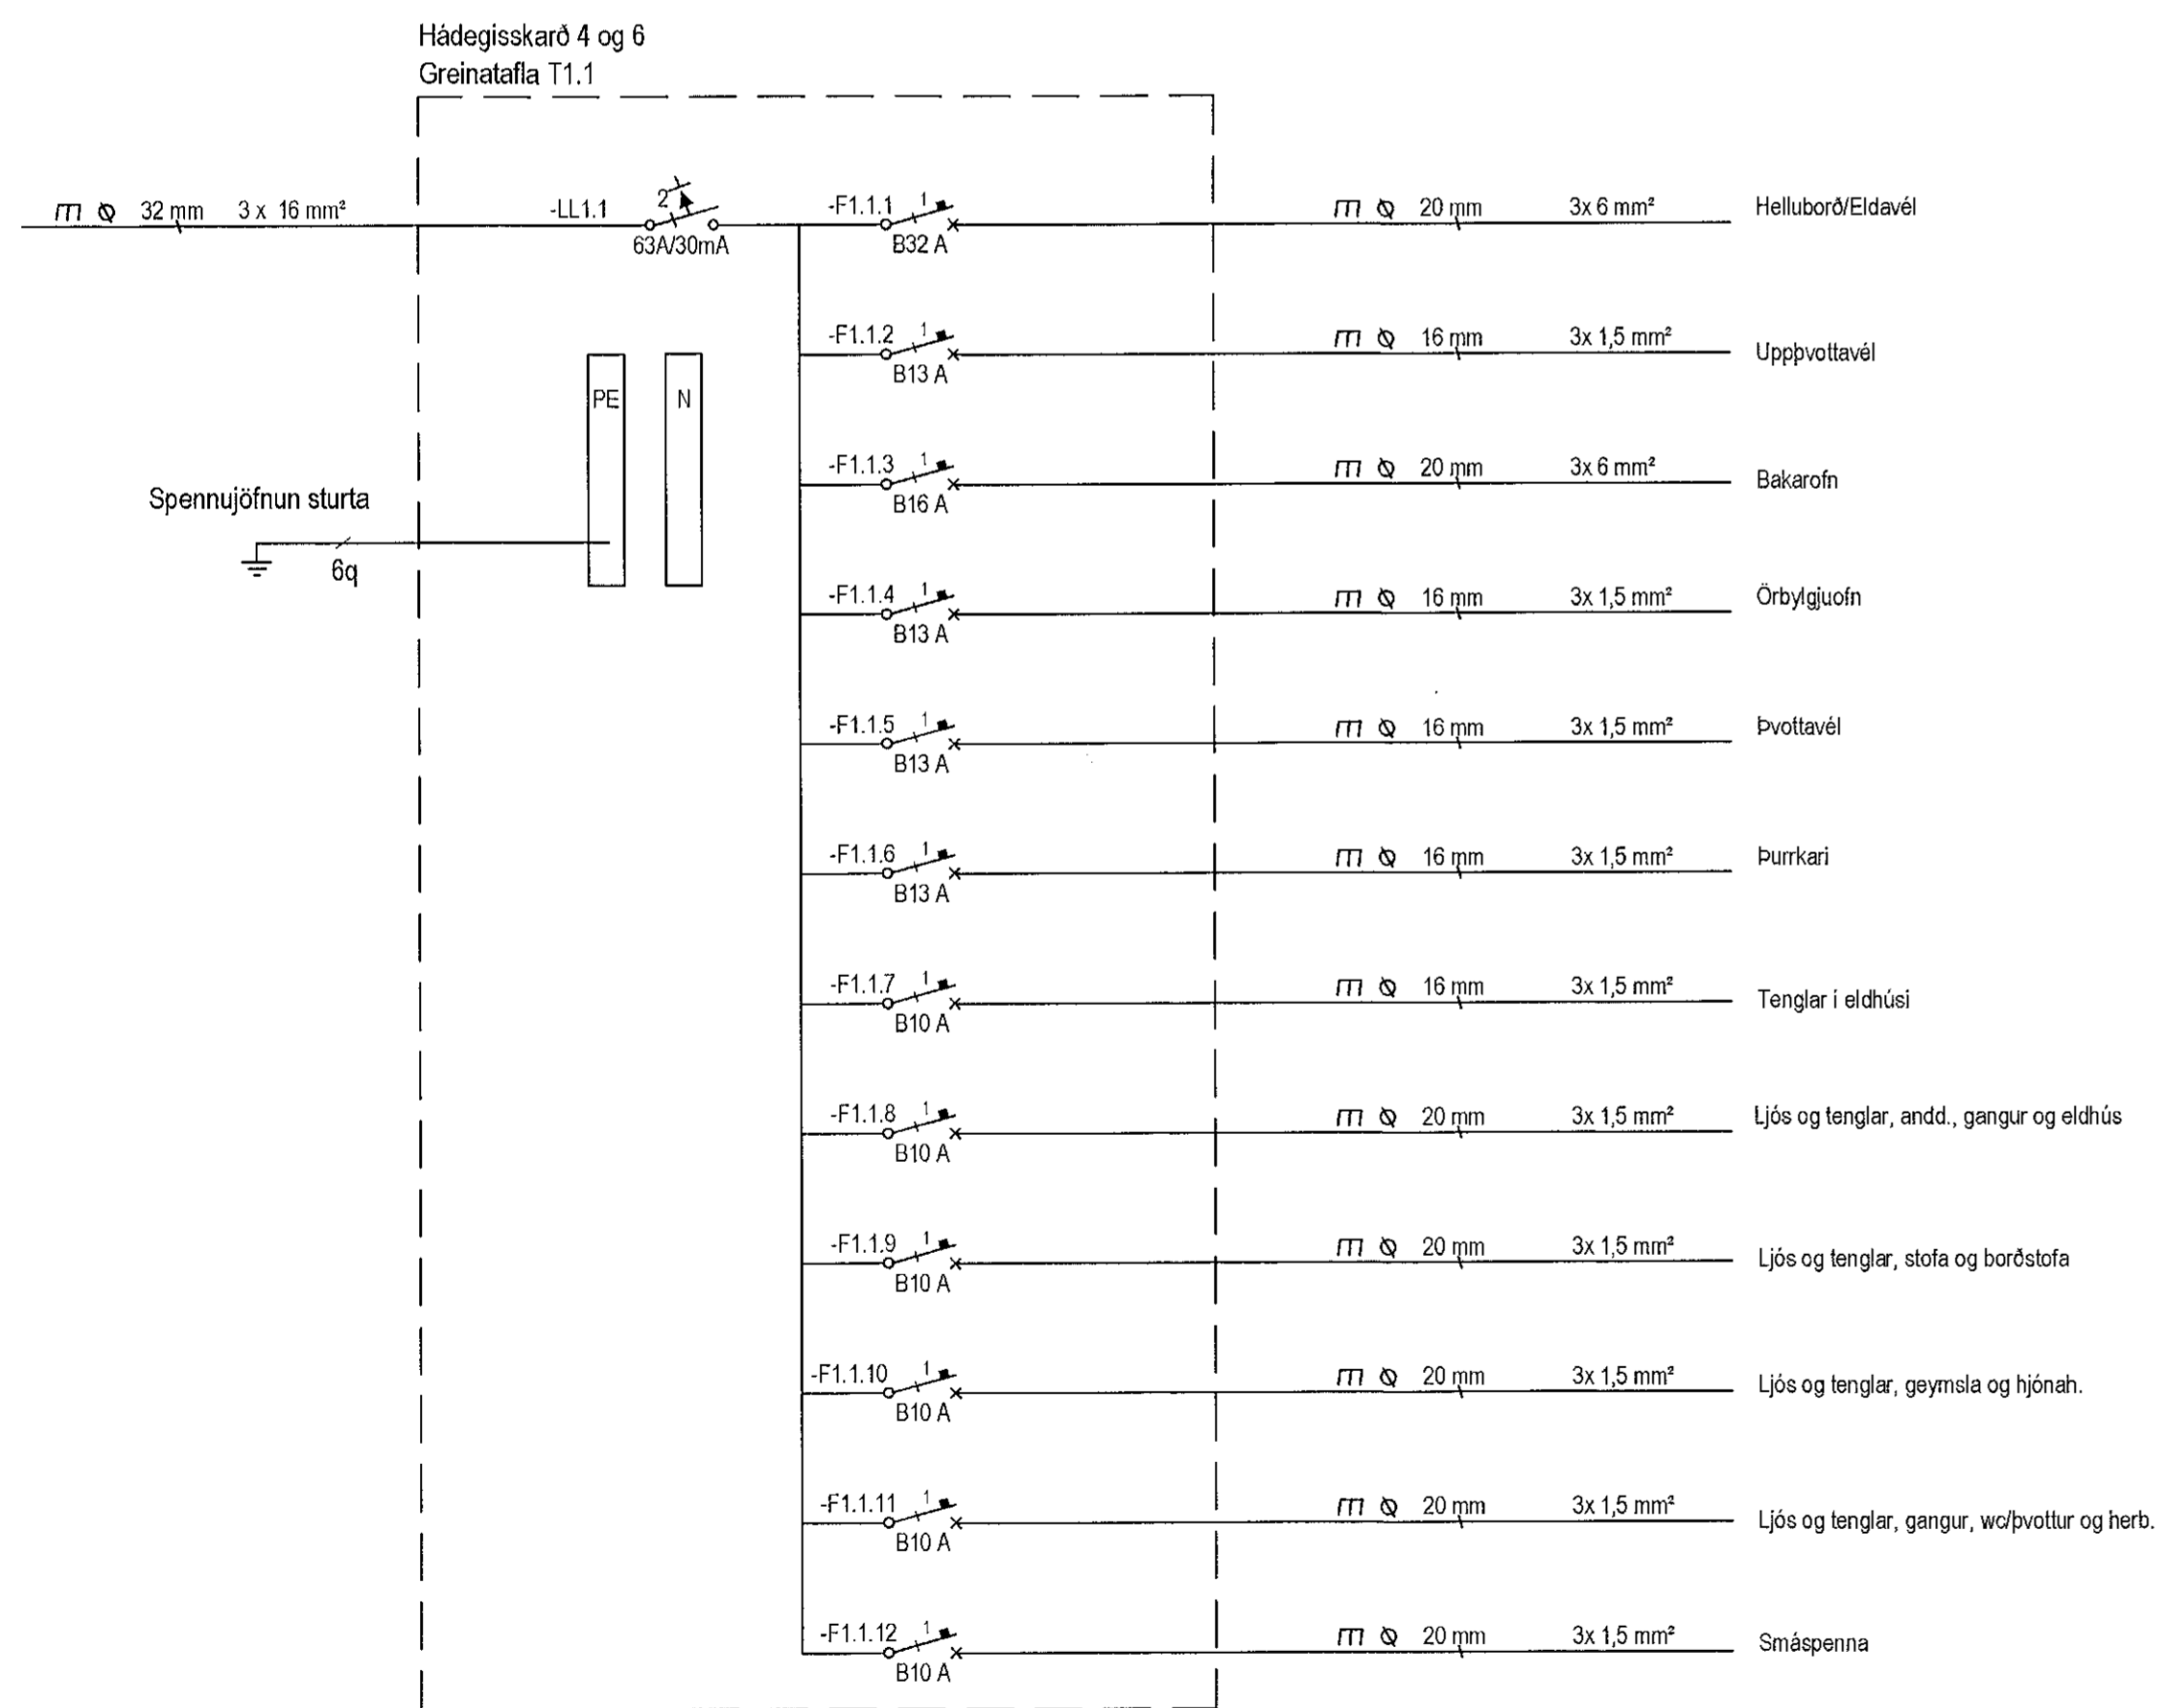 Hádegisskarð 4 og 6
Greinatafla T1.1
32 mm 3 x 16 mm²
-LL1.1 2
63A/30mA
-F1.1.1 1
B32 A
20 mm 3x 6 mm² Helluborð/Eldavél
-F1.1.2 1
B13 A
16 mm 3x 1,5 mm² Uppþvottavél
PE N
-F1.1.3 1
B16 A
20 mm 3x 6 mm² Bakarofn
Spennujöfnun sturta
6q
-F1.1.4 1
B13 A
16 mm 3x 1,5 mm² Örbylgjuofn
-F1.1.5 1
B13 A
16 mm 3x 1,5 mm² Þvottavél
-F1.1.6 1
B13 A
16 mm 3x 1,5 mm² Þurrkari
-F1.1.7 1
B10 A
16 mm 3x 1,5 mm² Tenglar í eldhúsi
-F1.1.8 1
B10 A
20 mm 3x 1,5 mm² Ljós og tenglar, andd., gangur og eldhús
-F1.1.9 1
B10 A
20 mm 3x 1,5 mm² Ljós og tenglar, stofa og borðstofa
-F1.1.10 1
B10 A
20 mm 3x 1,5 mm² Ljós og tenglar, geymsla og hjónah.
-F1.1.11 1
B10 A
20 mm 3x 1,5 mm² Ljós og tenglar, gangur, wc/þvottur og herb.
-F1.1.12 1
B10 A
20 mm 3x 1,5 mm² Smáspenna